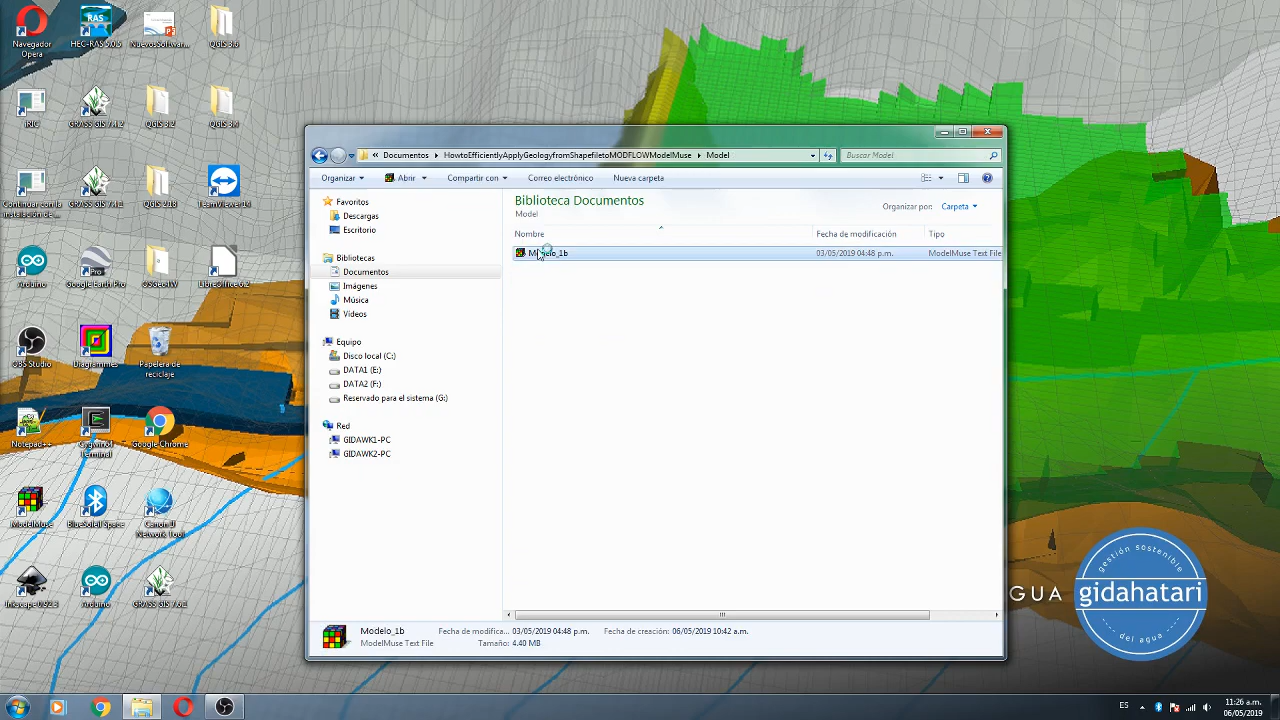 Navegador Opera
HEC-RAS 5.0.5
NuevosSoftwar...
QGIS 3.6
iRIC
GRASS GIS 7.4.2
QGIS 3.2
QGIS 3.4
Continuar con la instalación de ...
GRASS GIS 7.4.1
QGIS 2.18
TeamViewer 14
Arduino
Google Earth Pro
OSGeo4W
LibreOffice 6.2
OBS Studio
Diagrammes
Papelera de reciclaje
Notepad++
Cygwin64 Terminal
Google Chrome
ModelMuse
BlueSoleil Space
Canon IJ Network Tool
Inkscape 0.92.3
Arduino
GRASS GIS 7.6.1
« Documentos HowtoEfficientlyApplyGeologyfromShapefiletoMODFLOWModelMuse Model
Buscar Model
Organizar Abrir Compartir con Correo electrónico Nueva carpeta
Favoritos
Descargas
Escritorio
Bibliotecas
Documentos
Imágenes
Música
Vídeos
Equipo
Disco local (C:)
DATA1 (E:)
DATA2 (F:)
Reservado para el sistema (G:)
Red
GIDAWK1-PC
GIDAWK2-PC
Biblioteca Documentos
Model
Organizar por: Carpeta
Nombre Fecha de modificación Tipo
Modelo_1b 03/05/2019 04:48 p.m. ModelMuse Text File
Modelo_1b Fecha de modifica... 03/05/2019 04:48 p.m. Fecha de creación: 06/05/2019 10:42 a.m.
ModelMuse Text File Tamaño: 4.40 MB
GUA
gestión sostenible
gidahatari
del agua
ES
11:26 a.m.
06/05/2019